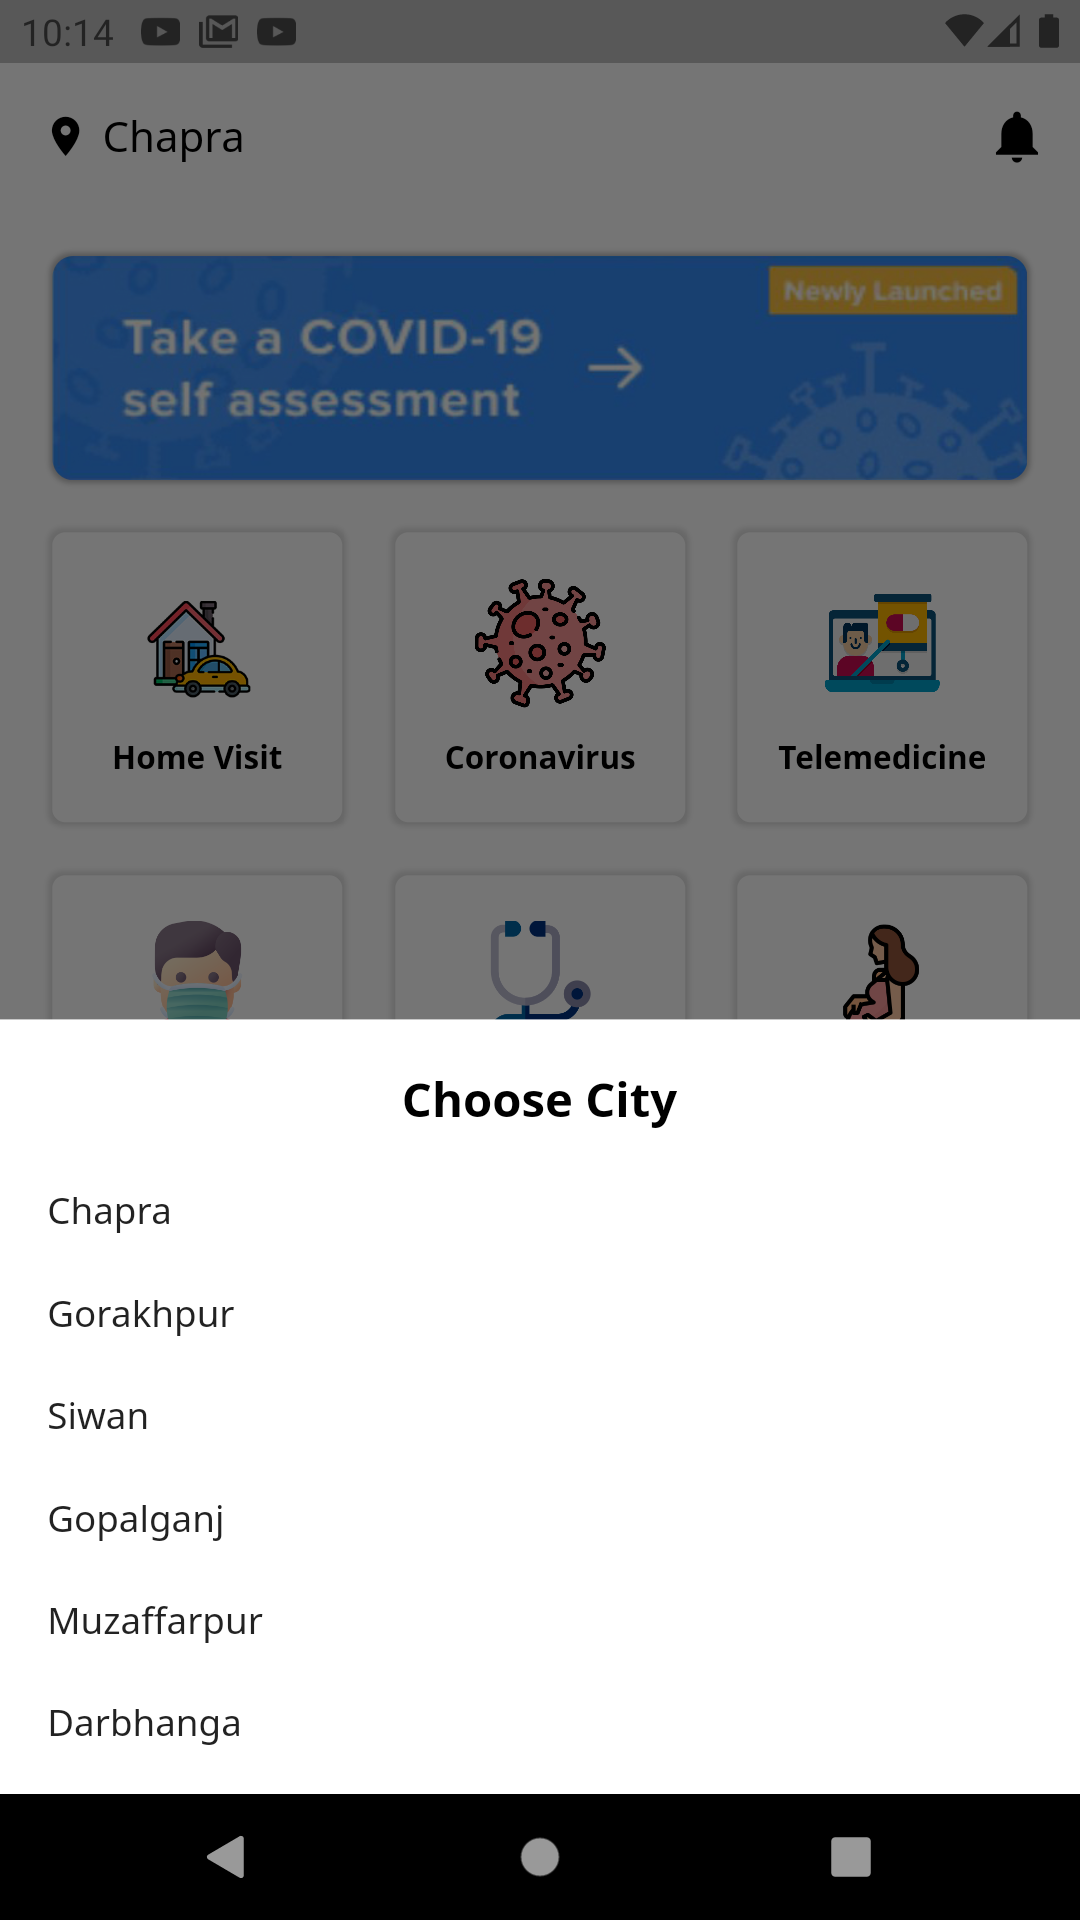 10:14
Chapra
Newly Launched
Take a COVID-19
self assessment
Home Visit
Coronavirus
Telemedicine
Choose City
Chapra
Gorakhpur
Siwan
Gopalganj
Muzaffarpur
Darbhanga